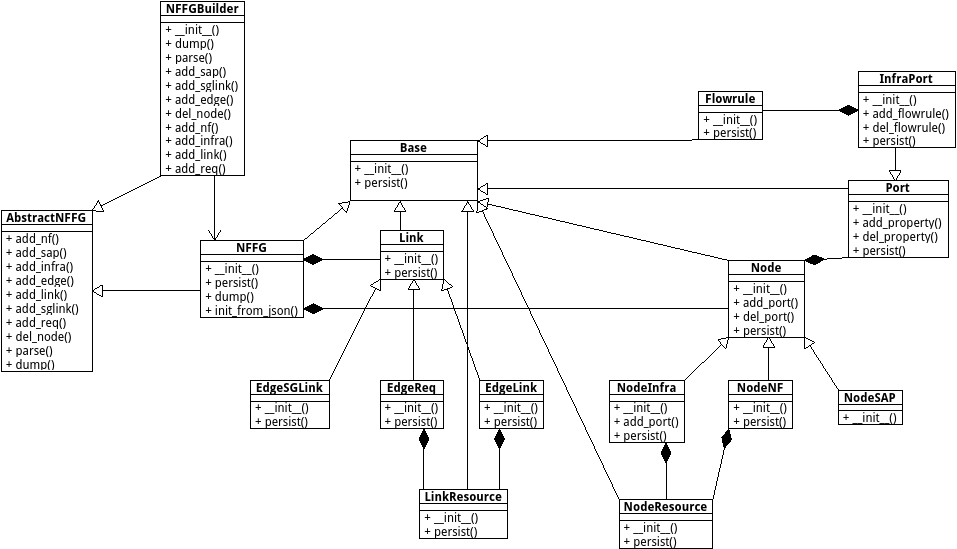 NFFGBuilder
+ __init__()
+ dump()
+ parse()
+ add_sap()
+ add_sglink()
+ add_edge()
+ del_node()
+ add_nf()
+ add_infra()
+ add_link()
+ add_req()
InfraPort
+ __init__()
+ add_flowrule()
+ del_flowrule()
+ persist()
Flowrule
+ __init__()
+ persist()
Base
+ __init__()
+ persist()
Port
+ __init__()
+ add_property()
+ del_property()
+ persist()
AbstractNFFG
+ add_nf()
+ add_sap()
+ add_infra()
+ add_edge()
+ add_link()
+ add_sglink()
+ add_req()
+ del_node()
+ parse()
+ dump()
NFFG
+ __init__()
+ persist()
+ dump()
+ init_from_json()
Link
+ __init__()
+ persist()
Node
+ __init__()
+ add_port()
+ del_port()
+ persist()
EdgeSGLink
+ __init__()
+ persist()
EdgeReq
+ __init__()
+ persist()
EdgeLink
+ __init__()
+ persist()
NodeInfra
+ __init__()
+ add_port()
+ persist()
NodeNF
+ __init__()
+ persist()
NodeSAP
+ __init__()
LinkResource
+ __init__()
+ persist()
NodeResource
+ __init__()
+ persist()